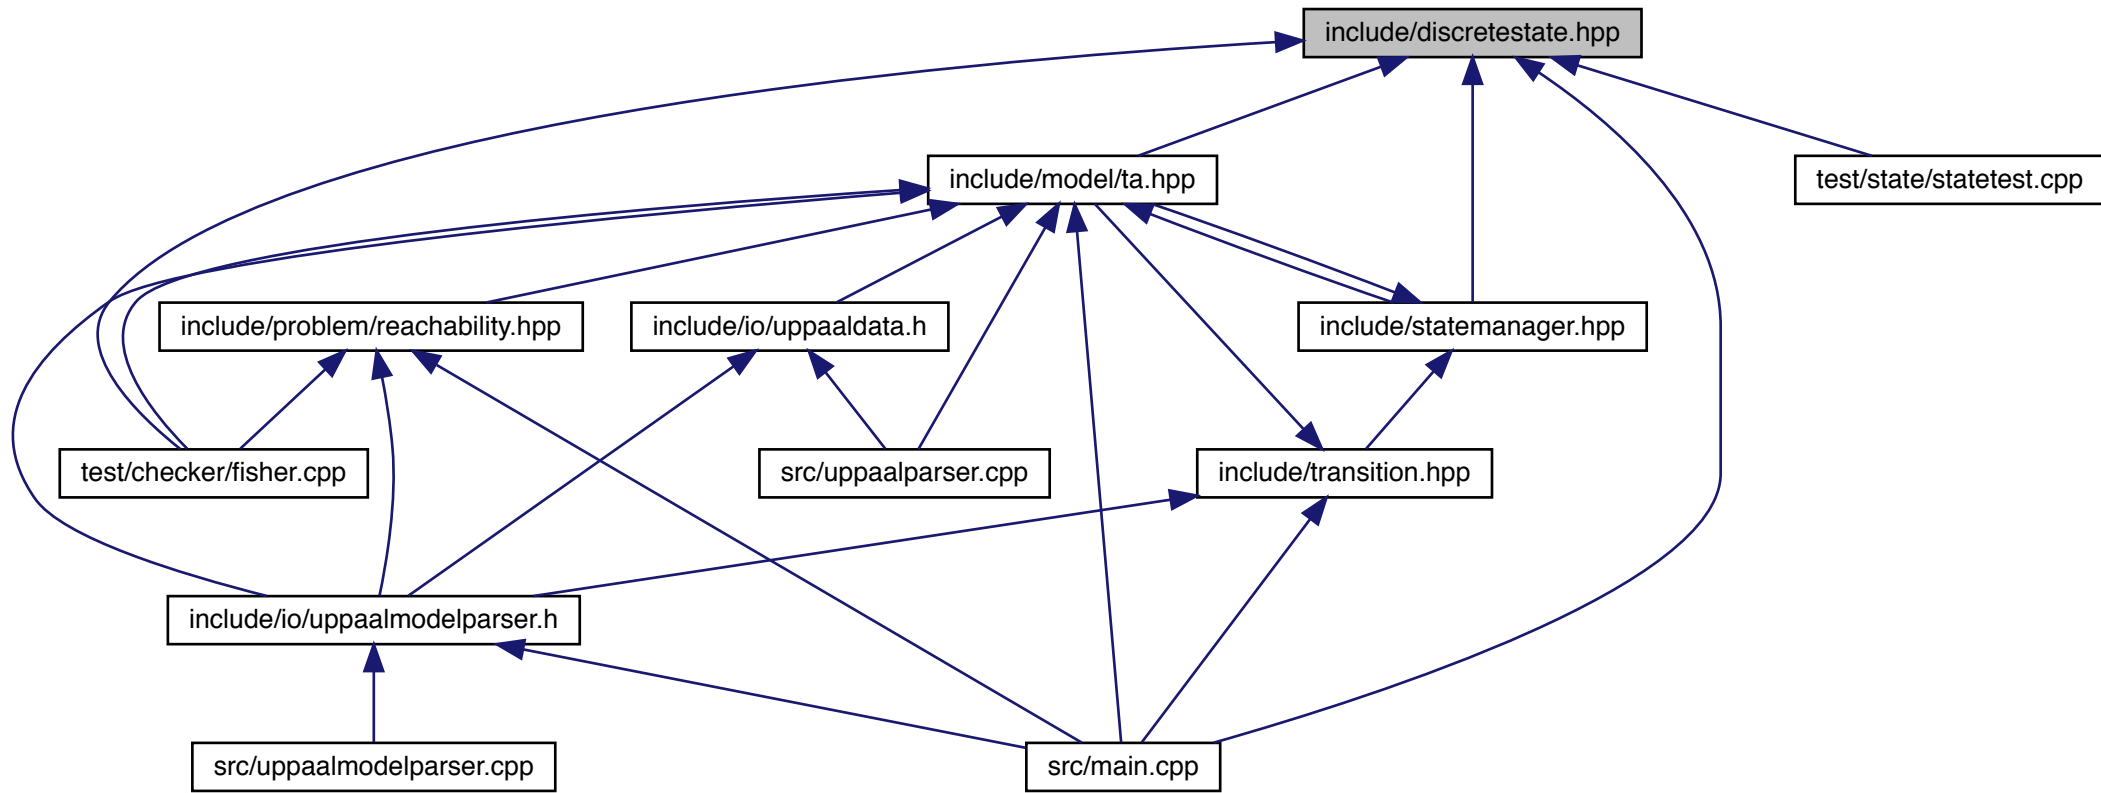 include/discretestate.hpp
include/model/ta.hpp
test/state/statetest.cpp
include/problem/reachability.hpp
include/io/uppaaldata.h
include/statemanager.hpp
test/checker/fisher.cpp
src/uppaalparser.cpp
include/transition.hpp
include/io/uppaalmodelparser.h
src/uppaalmodelparser.cpp
src/main.cpp